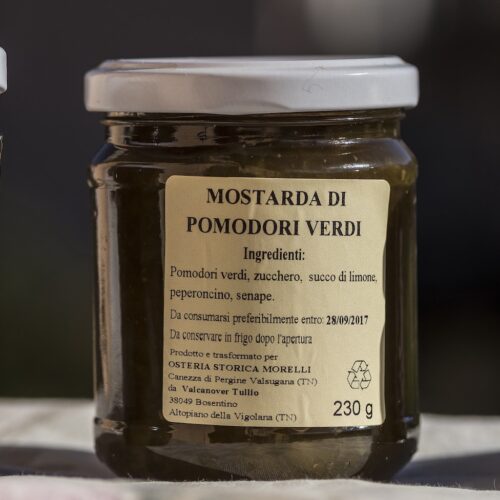 MOSTARDA DI
POMODORI VERDI
Ingredienti:
Pomodori verdi, zucchero, succo di limone,
peperoncino, senape.
Da consumarsi preferibilmente entro: 28/09/2017
Da conservare in frigo dopo l'apertura
Prodotto e trasformato per
OSTERIA STORICA MORELLI
Canezza di Pergine Valsugana (TN)
da Valcanover Tullio
38049 Bosentino
Altopiano della Vigolana (TN)
230 g